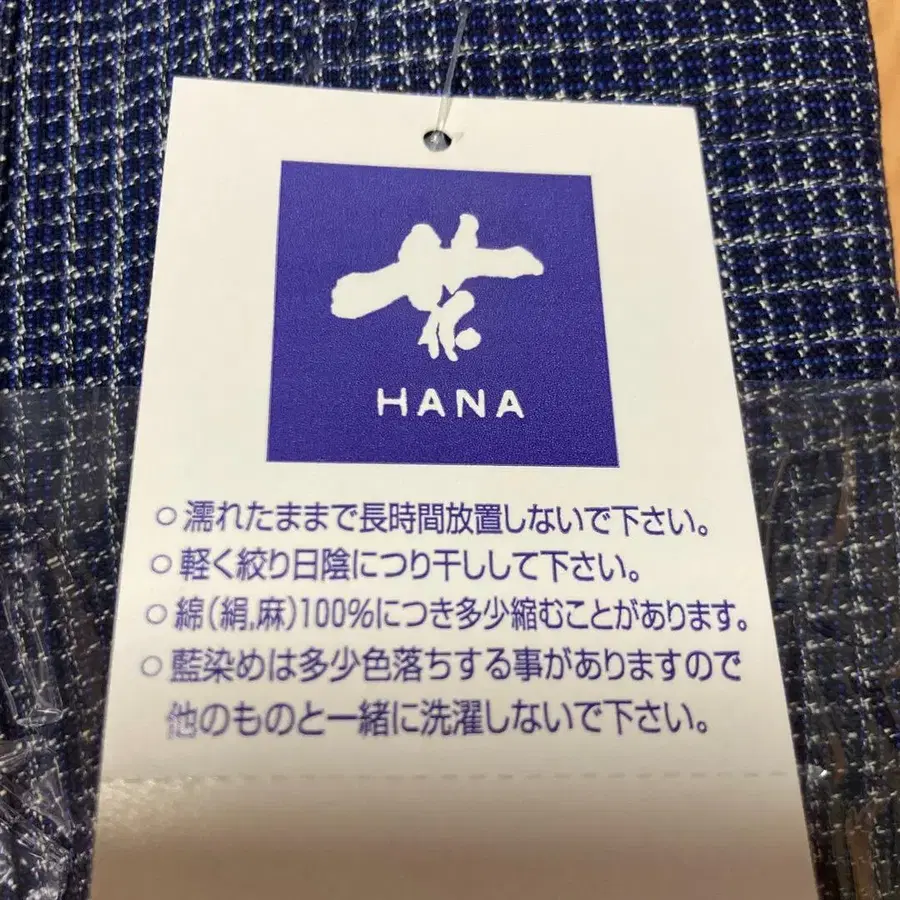 花
HANA
○濡れたままで長時間放置しないで下さい。
○軽く絞り日陰につり干しして下さい。
○綿(絹,麻)100%につき多少縮むことがあります。
○藍染めは多少色落ちする事がありますので
他のものと一緒に洗濯しないで下さい。